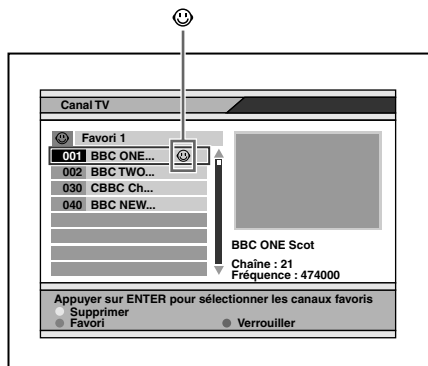 Canal TV
Favori 1
001 BBC ONE...
002 BBC TWO...
030 CBBC Ch...
040 BBC NEW...
BBC ONE Scot
Chaîne : 21
Fréquence : 474000
Appuyer sur ENTER pour sélectionner les canaux favoris
Supprimer
Favori Verrouiller